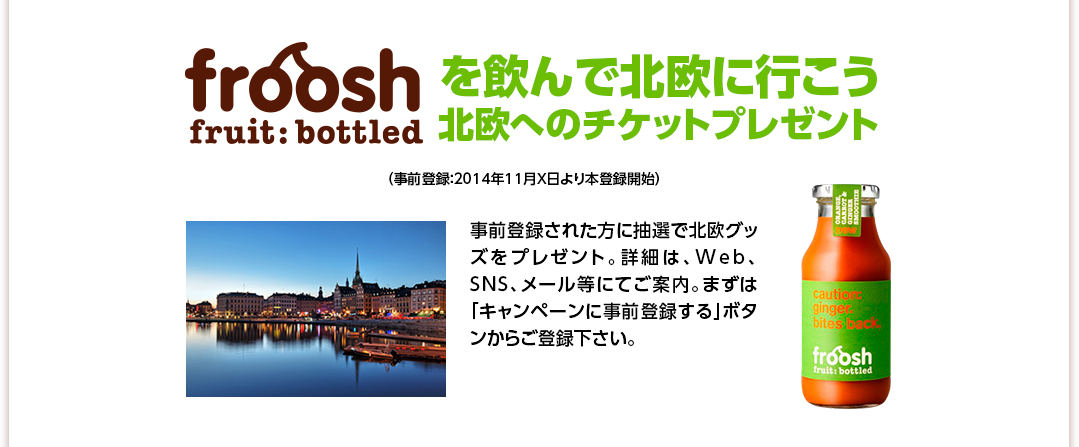 froosh
fruit: bottled
を飲んで北欧に行こう
北欧へのチケットプレゼント
(事前登録:2014年11月X日より本登録開始)
事前登録された方に抽選で北欧グッ
ズをプレゼント。詳細は、Web、
SNS、メール等にてご案内。まずは
「キャンペーンに事前登録する」ボタ
ンからご登録下さい。
ORANGE,
CARROT &
GINGER
SMOOTHIE
caution:
ginger.
bites back.
froosh
fruit: bottled